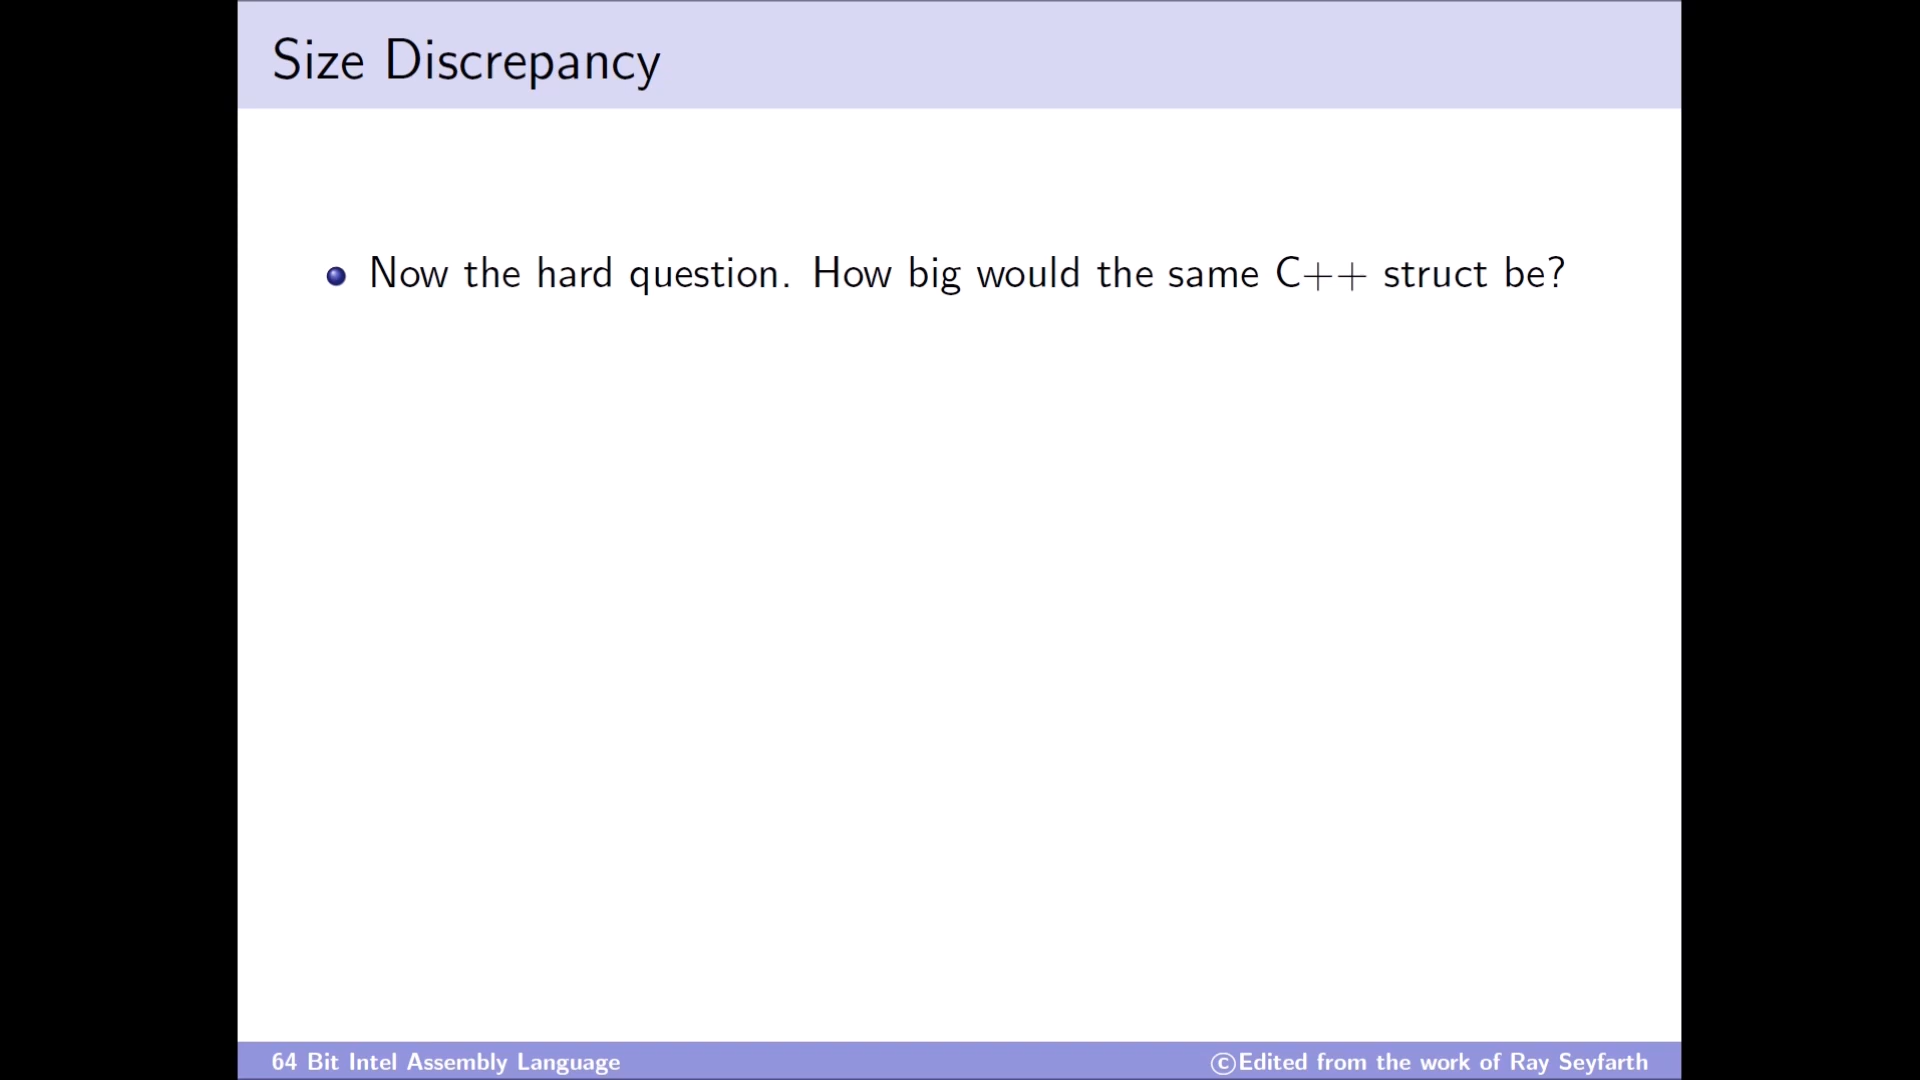 Size Discrepancy
Now the hard question. How big would the same C++ struct be?
64 Bit Intel Assembly Language
©Edited from the work of Ray Seyfarth